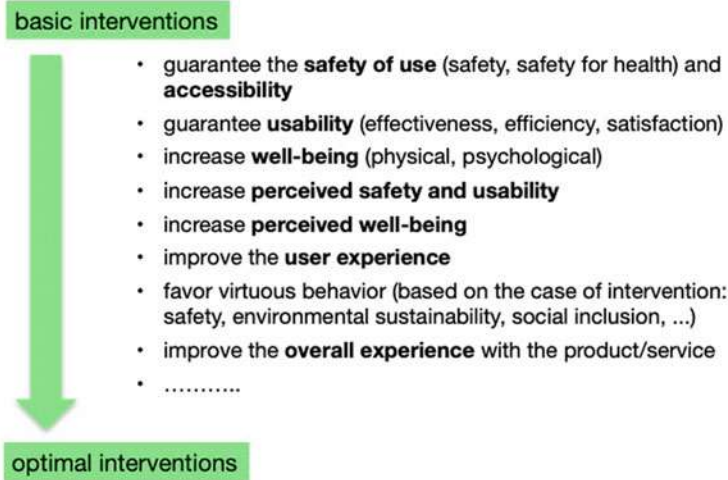 basic interventions
• guarantee the safety of use (safety, safety for health) and
accessibility
• guarantee usability (effectiveness, efficiency, satisfaction)
• increase well-being (physical, psychological)
• increase perceived safety and usability
• increase perceived well-being
• improve the user experience
• favor virtuous behavior (based on the case of intervention:
safety, environmental sustainability, social inclusion, ...)
• improve the overall experience with the product/service
• ...........
optimal interventions